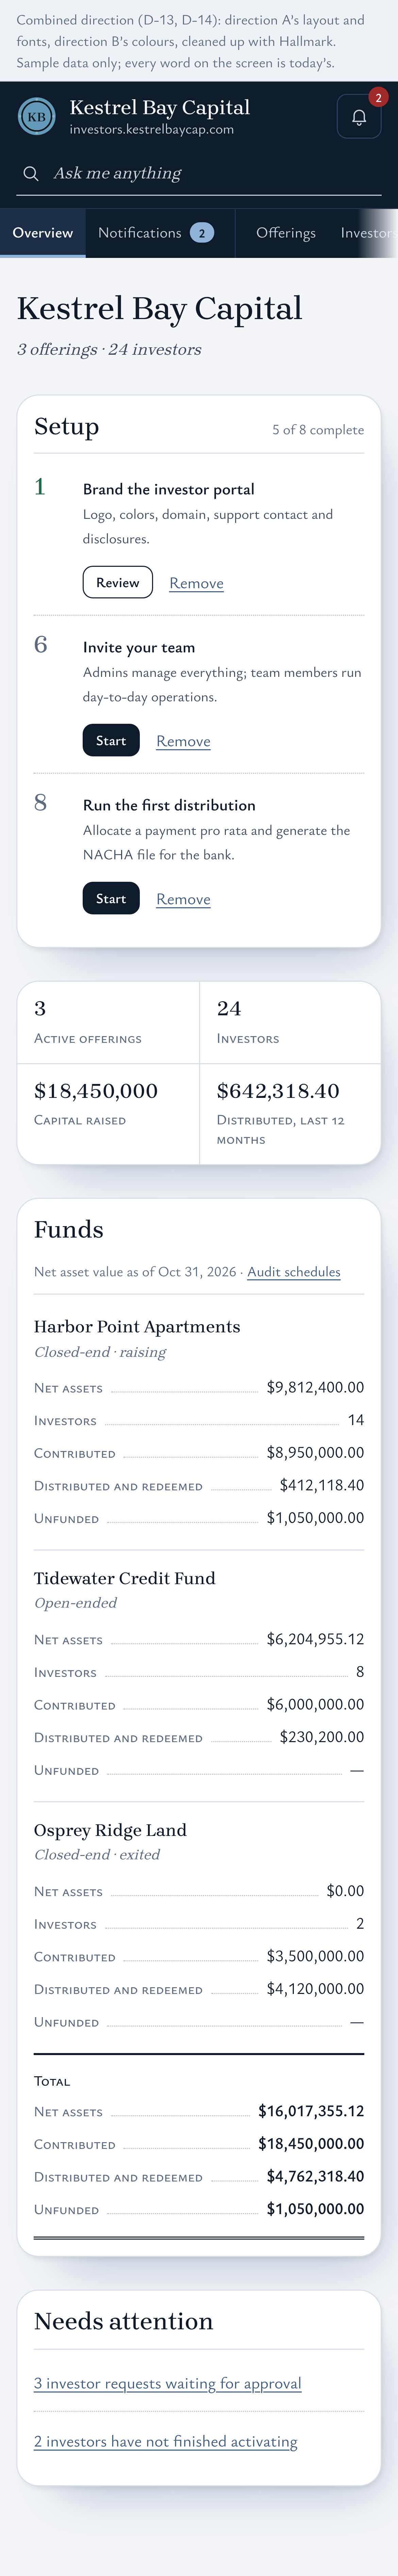 Combined direction (D-13, D-14): direction A's layout and
fonts, direction B's colours, cleaned up with Hallmark.
Sample data only; every word on the screen is today's.
KB
Kestrel Bay Capital
investors.kestrelbaycap.com
2
Ask me anything
Overview
Notifications 2
Offerings
Investors
Kestrel Bay Capital
3 offerings · 24 investors
Setup
5 of 8 complete
1
Brand the investor portal
Logo, colors, domain, support contact and
disclosures.
Review
Remove
6
Invite your team
Admins manage everything; team members run
day-to-day operations.
Start
Remove
8
Run the first distribution
Allocate a payment pro rata and generate the
NACHA file for the bank.
Start
Remove
3
Active offerings
24
Investors
$18,450,000
Capital raised
$642,318.40
Distributed, last 12
months
Funds
Net asset value as of Oct 31, 2026 · Audit schedules
Harbor Point Apartments
Closed-end · raising
Net assets $9,812,400.00
Investors 14
Contributed $8,950,000.00
Distributed and redeemed $412,118.40
Unfunded $1,050,000.00
Tidewater Credit Fund
Open-ended
Net assets $6,204,955.12
Investors 8
Contributed $6,000,000.00
Distributed and redeemed $230,200.00
Unfunded —
Osprey Ridge Land
Closed-end · exited
Net assets $0.00
Investors 2
Contributed $3,500,000.00
Distributed and redeemed $4,120,000.00
Unfunded —
Total
Net assets $16,017,355.12
Contributed $18,450,000.00
Distributed and redeemed $4,762,318.40
Unfunded $1,050,000.00
Needs attention
3 investor requests waiting for approval
2 investors have not finished activating